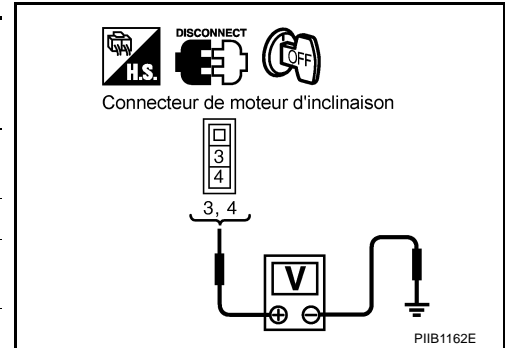 DISCONNECT
H.S.
OFF
Connecteur de moteur d'inclinaison
3
4
3, 4
V
+ −
PIIB1162E